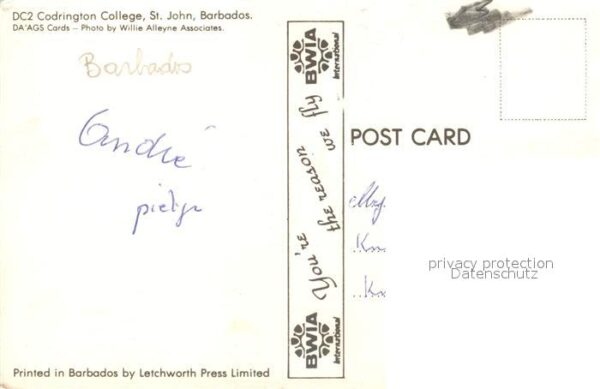 DC2 Codrington College, St. John, Barbados.
DA'AGS Cards – Photo by Willie Alleyne Associates.
Barbados
André
BWIA
International
You're the reason we fly
BWIA
International
POST CARD
privacy protection
Datenschutz
Printed in Barbados by Letchworth Press Limited